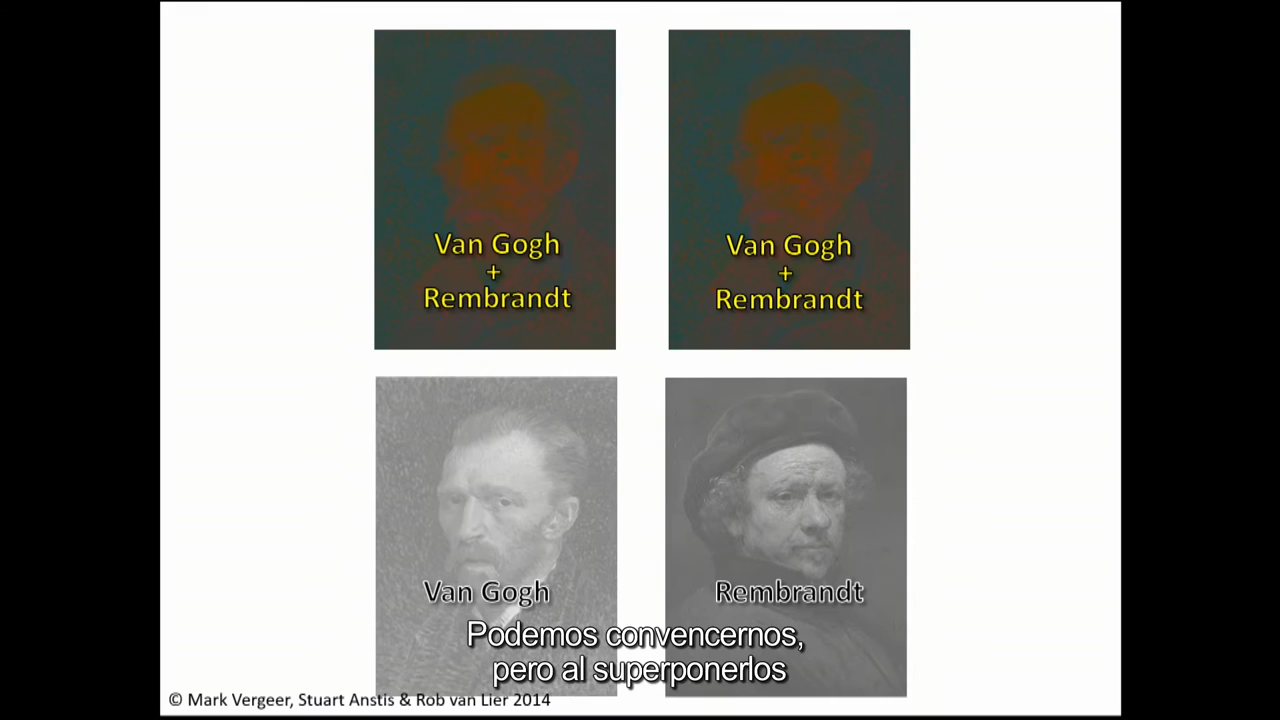 Van Gogh
+
Rembrandt
Van Gogh
+
Rembrandt
Van Gogh
Rembrandt
Podemos convencernos,
pero al superponerlos
© Mark Vergeer, Stuart Anstis & Rob van Lier 2014